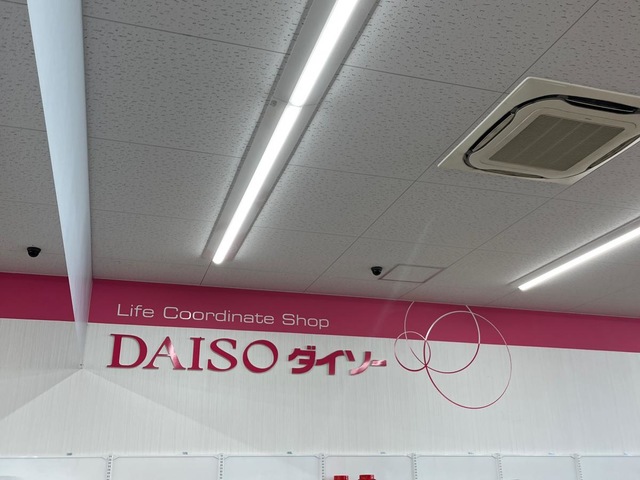 Life Coordinate Shop
DAISO ダイソー